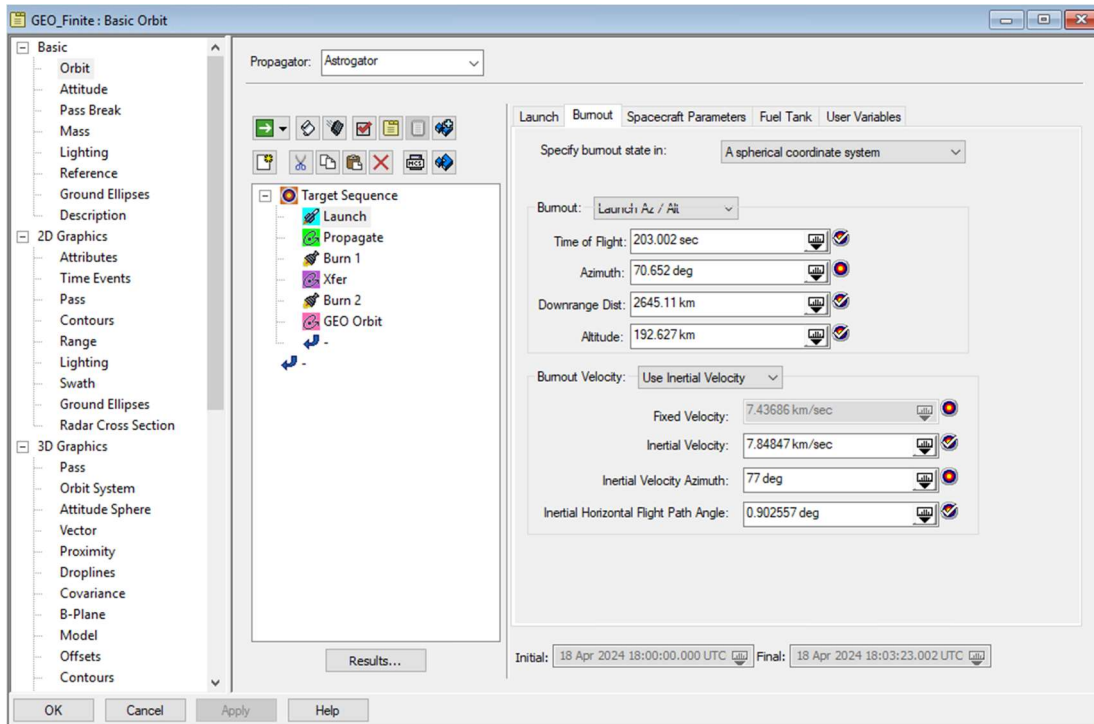 GEO_Finite : Basic Orbit
Basic
Orbit
Attitude
Pass Break
Mass
Lighting
Reference
Ground Ellipses
Description
2D Graphics
Attributes
Time Events
Pass
Contours
Range
Lighting
Swath
Ground Ellipses
Radar Cross Section
3D Graphics
Pass
Orbit System
Attitude Sphere
Vector
Proximity
Droplines
Covariance
B-Plane
Model
Offsets
Contours
Propagator: Astrogator
MCS
Target Sequence
Launch
Propagate
Burn 1
Xfer
Burn 2
GEO Orbit
-
-
Results...
Launch Burnout Spacecraft Parameters Fuel Tank User Variables
Specify burnout state in: A spherical coordinate system
Burnout: Launch Az / Alt
Time of Flight: 203.002 sec
Azimuth: 70.652 deg
Downrange Dist: 2645.11 km
Altitude: 192.627 km
Burnout Velocity: Use Inertial Velocity
Fixed Velocity: 7.43686 km/sec
Inertial Velocity: 7.84847 km/sec
Inertial Velocity Azimuth: 77 deg
Inertial Horizontal Flight Path Angle: 0.902557 deg
Initial: 18 Apr 2024 18:00:00.000 UTC Final: 18 Apr 2024 18:03:23.002 UTC
OK Cancel Apply Help